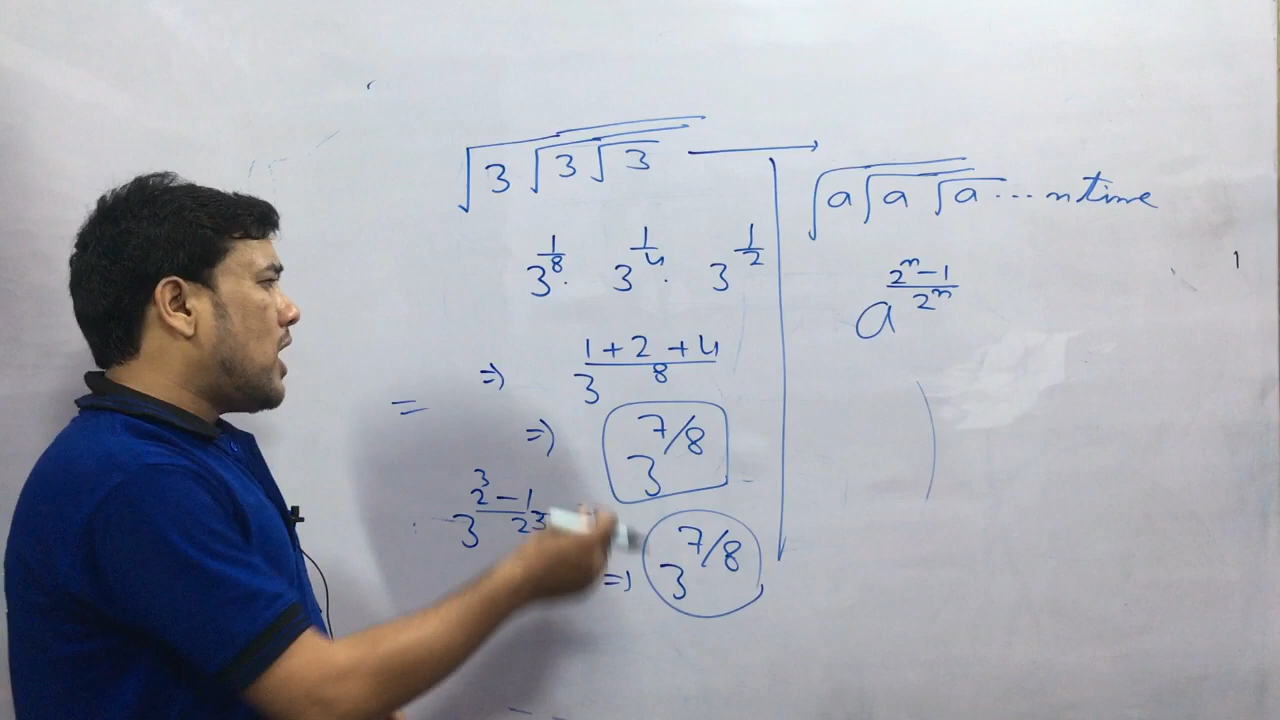 √3√3√3 →
3^1/8 · 3^1/4 · 3^1/2
⇒ 3^(1+2+4)/8
=
⇒ 3^7/8
3^(2^3-1)/2^3
⇒ 3^7/8
√a√a√a... n time
a^(2^n-1)/2^n
1